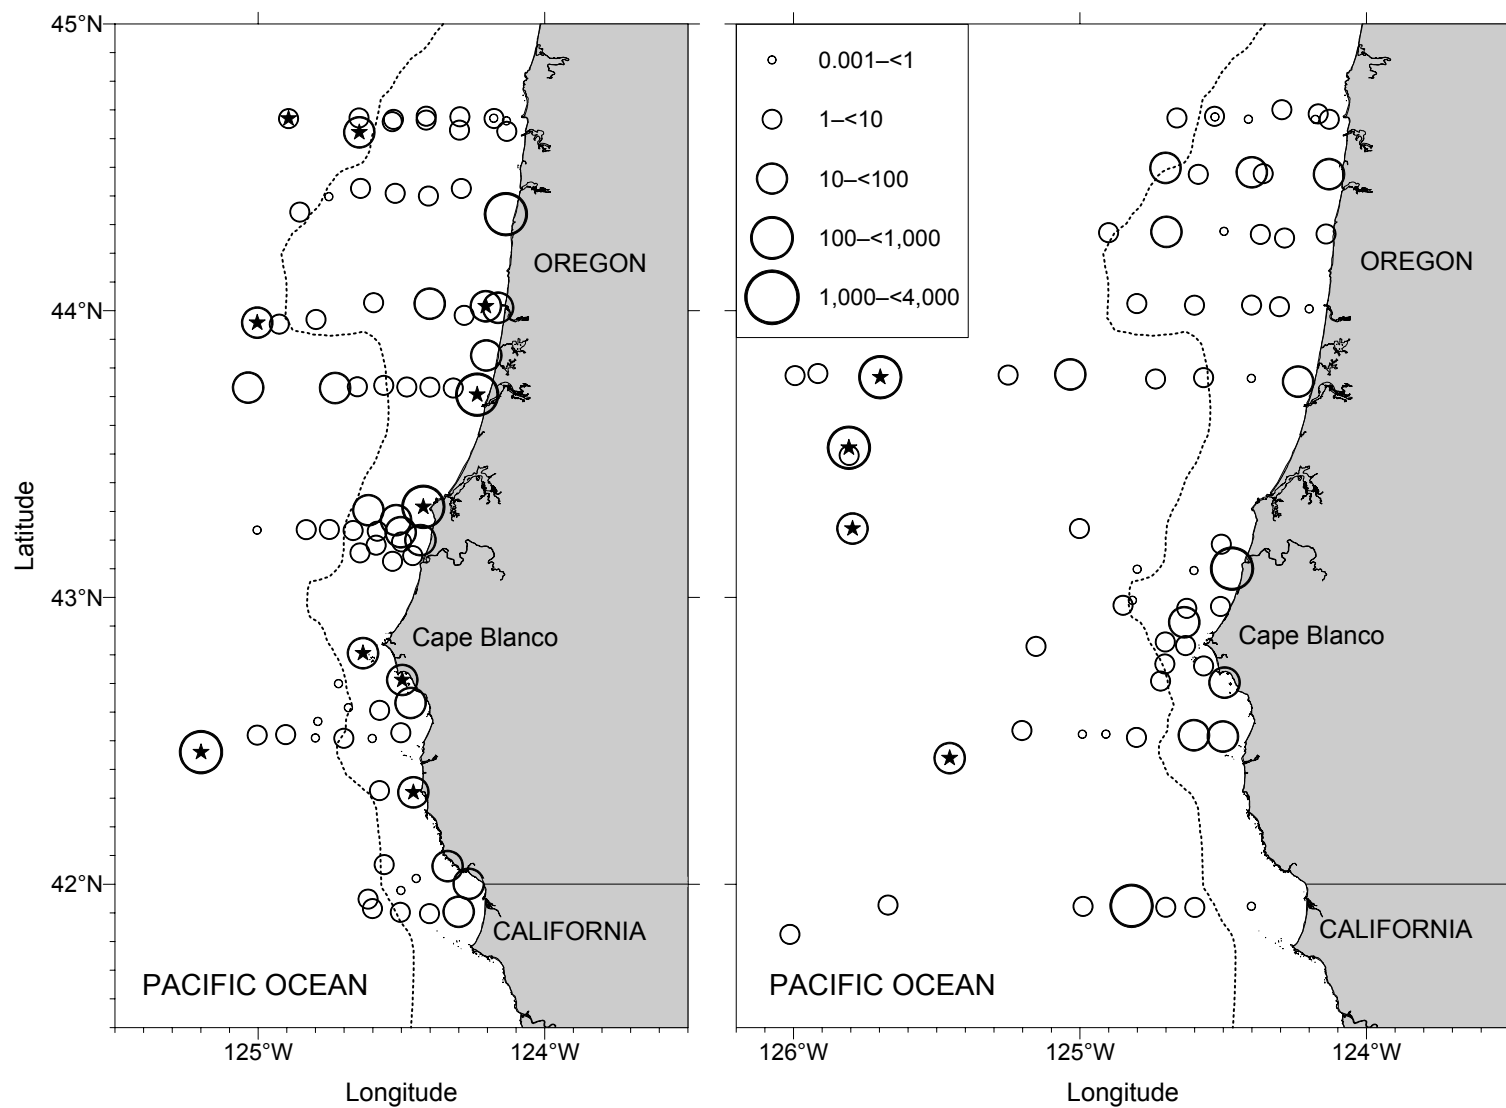 45°N
44°N
43°N
42°N
Latitude
OREGON
Cape Blanco
CALIFORNIA
PACIFIC OCEAN
125°W
124°W
Longitude
0.001–<1
1–<10
10–<100
100–<1,000
1,000–<4,000
OREGON
Cape Blanco
CALIFORNIA
PACIFIC OCEAN
126°W
125°W
124°W
Longitude